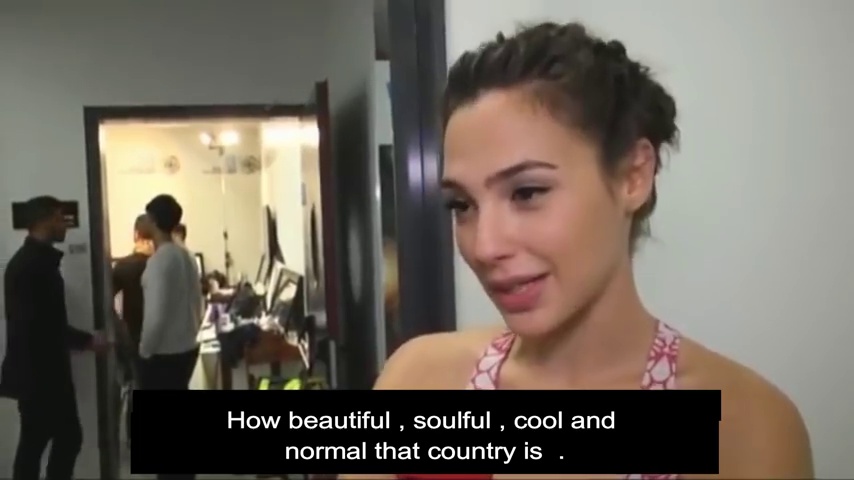 How beautiful , soulful , cool and
normal that country is .